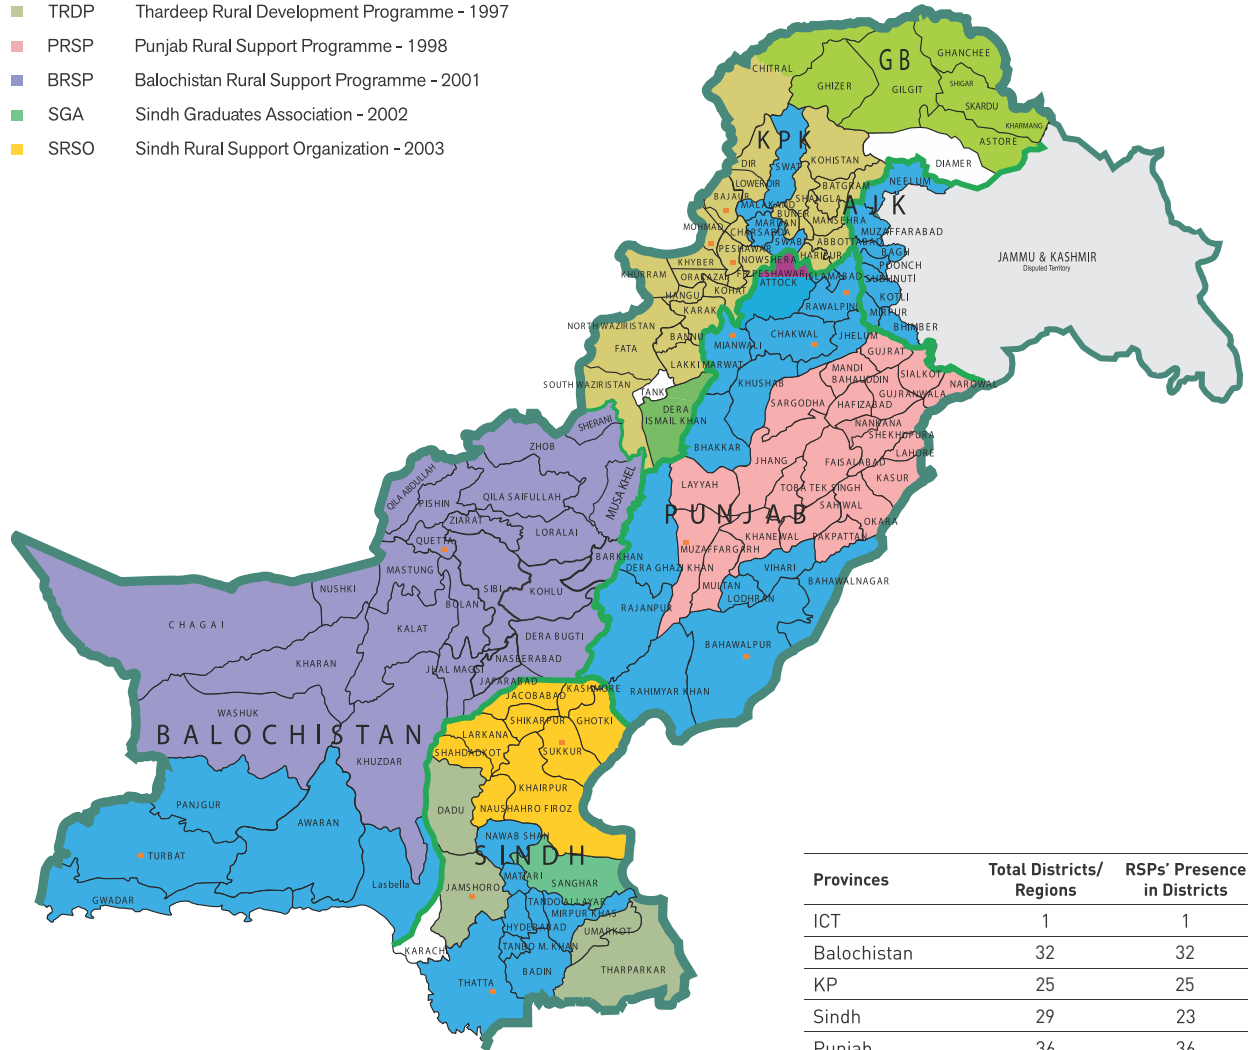 TRDP Thardeep Rural Development Programme - 1997
PRSP Punjab Rural Support Programme - 1998
BRSP Balochistan Rural Support Programme - 2001
SGA Sindh Graduates Association - 2002
SRSO Sindh Rural Support Organization - 2003
GB
GHANCHEE
CHITRAL
GHIZER
GILGIT
SHIGAR
SKARDU
KHARMANG
ASTORE
DIAMER
KPK
DIR
SWAT
KOHISTAN
LOWER DIR
BATGRAM
BAJAUR
MALAKAND
SHANGLA
BUNER
MANSEHRA
MARDAN
MOHMAD
CHARSADDA
SWABI
ABBOTTABAD
PESHAWAR
NOWSHERA
HARIPUR
KHYBER
F.R PESHAWAR
ISLAMABAD
KHURRAM
ORAKAZAI
ATTOCK
HANGU
KOHAT
KARAK
NEELUM
AJK
MUZAFFARABAD
BAGH
POONCH
SUDHNUTI
KOTLI
MIRPUR
BHIMBER
JAMMU & KASHMIR
Disputed Territory
RAWALPINI
NORTH WAZIRISTAN
BANNU
MIANWALI
CHAKWAL
JHELUM
FATA
LAKKI MARWAT
GUJRAT
SOUTH WAZIRISTAN
TANK
KHUSHAB
MANDI
BAHAUDDIN
SIALKOT
NAROWAL
GUJRANWALA
DERA
ISMAIL KHAN
SARGODHA
HAFIZABAD
NANKANA
SHEKHUPURA
BHAKKAR
JHANG
FAISALABAD
LAHORE
KASUR
LAYYAH
TOBA TEK SINGH
SAHIWAL
OKARA
PUNJAB
KHANEWAL
PAKPATTAN
MUZAFFARGARH
DERA GHAZI KHAN
VIHARI
BAHAWALNAGAR
MULTAN
LODHRAN
RAJANPUR
BAHAWALPUR
RAHIMYAR KHAN
SHERANI
ZHOB
QILA ABDULLAH
PISHIN
QILA SAIFULLAH
MUSA KHEL
ZIARAT
LORALAI
QUETTA
BARKHAN
MASTUNG
SIBI
KOHLU
NUSHKI
BOLAN
CHAGAI
KALAT
DERA BUGTI
KHARAN
JHAL MAGSI
NASEERABAD
JAFARABAD
WASHUK
BALOCHISTAN
KHUZDAR
PANJGUR
AWARAN
TURBAT
GWADAR
Lasbella
JACOBABAD
KASHMORE
SHIKARPUR
GHOTKI
LARKANA
SHAHDADKOT
SUKKUR
KHAIRPUR
DADU
NAUSHAHRO FIROZ
NAWAB SHAH
SINDH
MATIARI
SANGHAR
JAMSHORO
TANDO ALLAYAR
MIRPUR KHAS
HYDERABAD
UMARKOT
KARACHI
TANDO M. KHAN
BADIN
THARPARKAR
THATTA
Provinces Total Districts/ Regions RSPs' Presence in Districts
ICT 1 1
Balochistan 32 32
KP 25 25
Sindh 29 23
Punjab 36 36